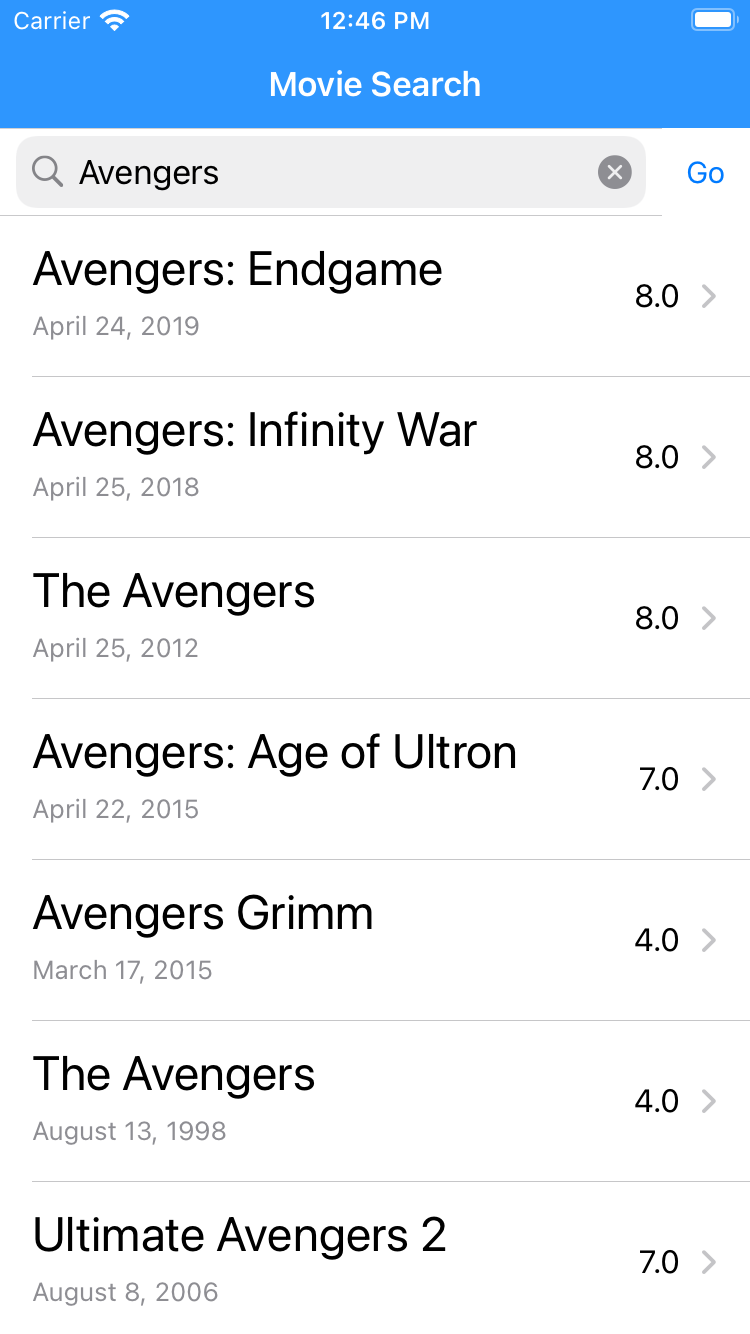 Carrier 12:46 PM
Movie Search
Avengers Go
Avengers: Endgame
8.0
April 24, 2019
Avengers: Infinity War
8.0
April 25, 2018
The Avengers
8.0
April 25, 2012
Avengers: Age of Ultron
7.0
April 22, 2015
Avengers Grimm
4.0
March 17, 2015
The Avengers
4.0
August 13, 1998
Ultimate Avengers 2
7.0
August 8, 2006